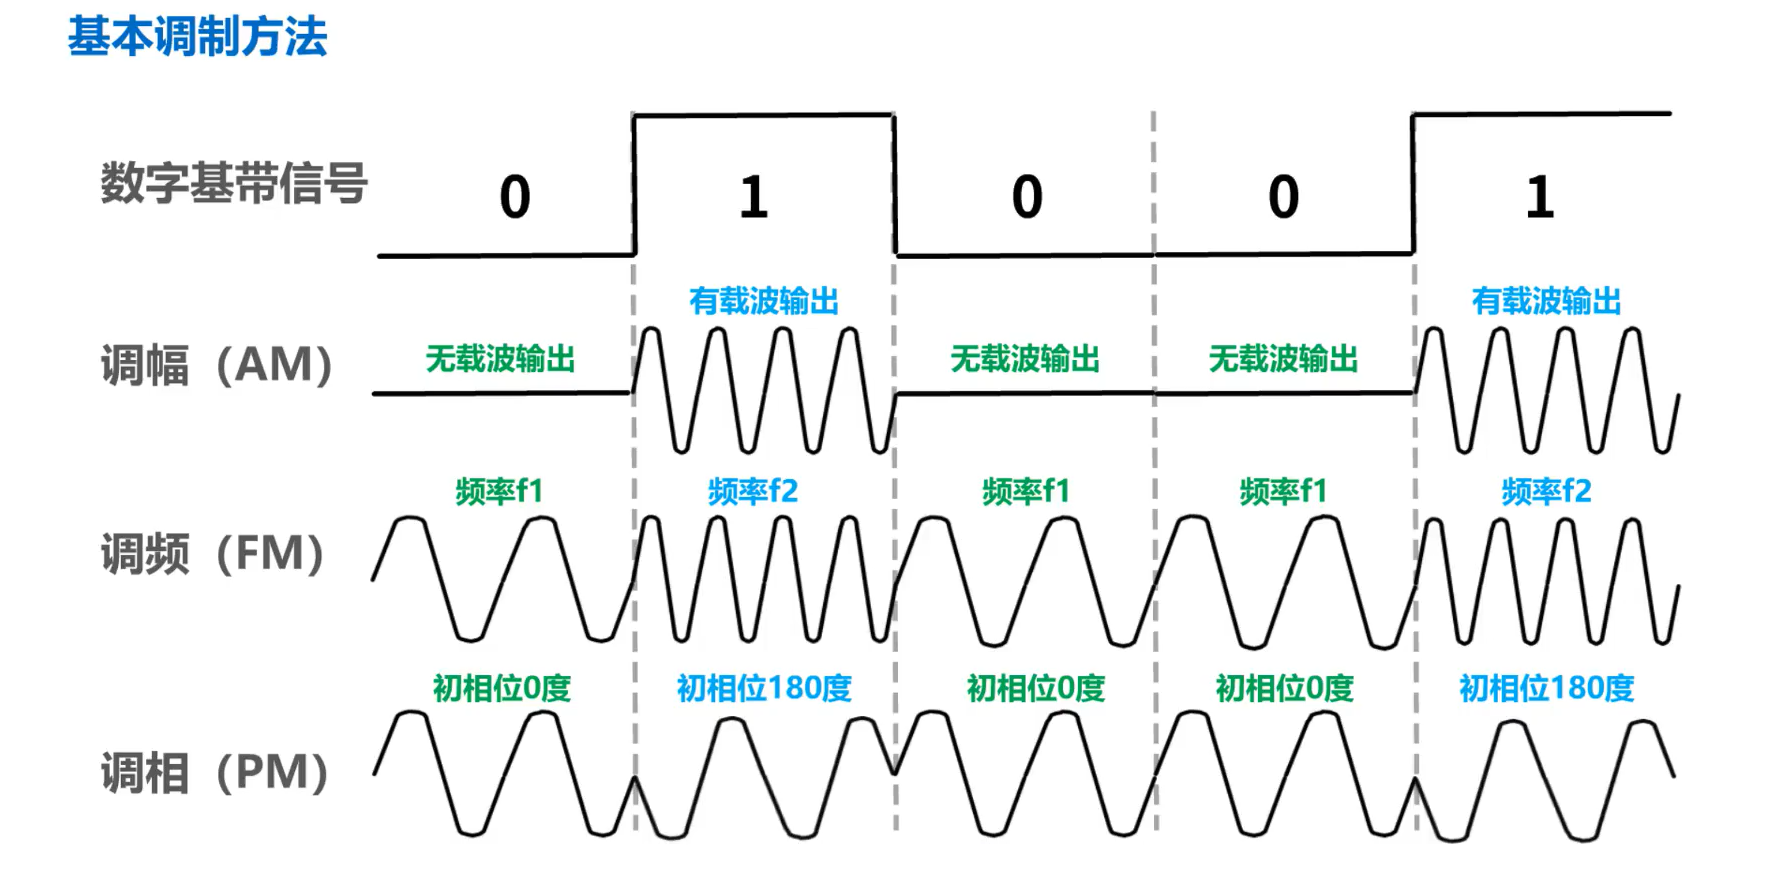 基本调制方法
数字基带信号 0 1 0 0 1
有载波输出 有载波输出
调幅（AM） 无载波输出 无载波输出 无载波输出
频率f1 频率f2 频率f1 频率f1 频率f2
调频（FM）
初相位0度 初相位180度 初相位0度 初相位0度 初相位180度
调相（PM）